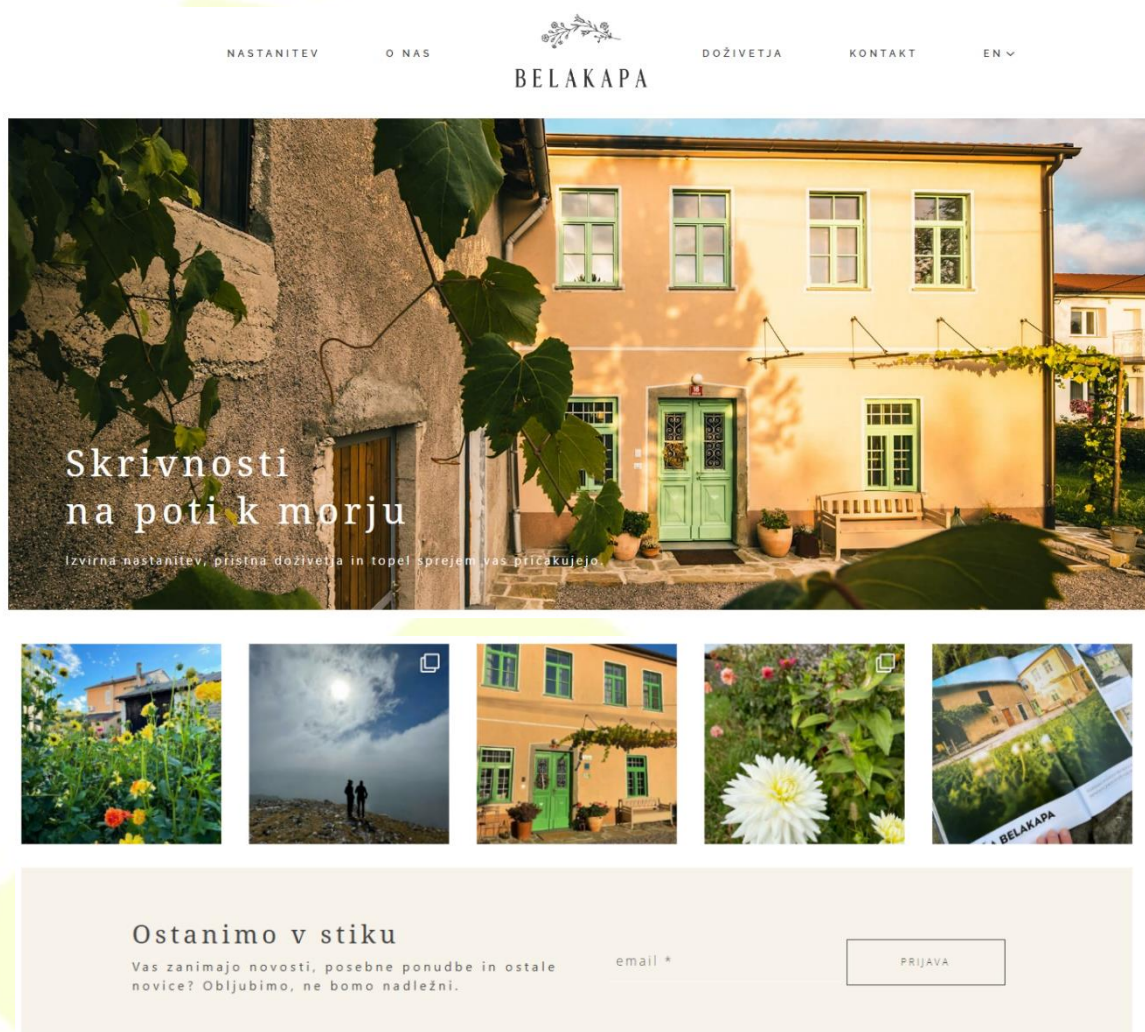 NASTANITEV
O NAS
BELAKAPA
DOŽIVETJA
KONTAKT
EN
Skrivnosti
na poti k morju
Izvirna nastanitev, pristna doživetja in topel sprejem vas pričakujejo.
BELAKAPA
Ostanimo v stiku
Vas zanimajo novosti, posebne ponudbe in ostale
novice? Obljubimo, ne bomo nadležni.
email *
PRIJAVA